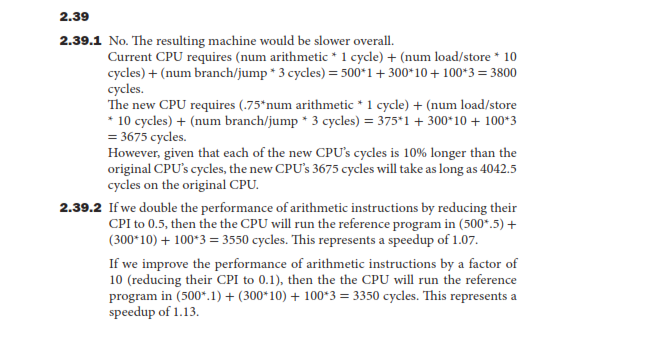 2.39
2.39.1 No. The resulting machine would be slower overall.
Current CPU requires (num arithmetic * 1 cycle) + (num load/store * 10
cycles) + (num branch/jump * 3 cycles) = 500*1 + 300*10 + 100*3 = 3800
cycles.
The new CPU requires (.75*num arithmetic * 1 cycle) + (num load/store
* 10 cycles) + (num branch/jump * 3 cycles) = 375*1 + 300*10 + 100*3
= 3675 cycles.
However, given that each of the new CPU's cycles is 10% longer than the
original CPU's cycles, the new CPU's 3675 cycles will take as long as 4042.5
cycles on the original CPU.
2.39.2 If we double the performance of arithmetic instructions by reducing their
CPI to 0.5, then the the CPU will run the reference program in (500*.5) +
(300*10) + 100*3 = 3550 cycles. This represents a speedup of 1.07.
If we improve the performance of arithmetic instructions by a factor of
10 (reducing their CPI to 0.1), then the the CPU will run the reference
program in (500*.1) + (300*10) + 100*3 = 3350 cycles. This represents a
speedup of 1.13.